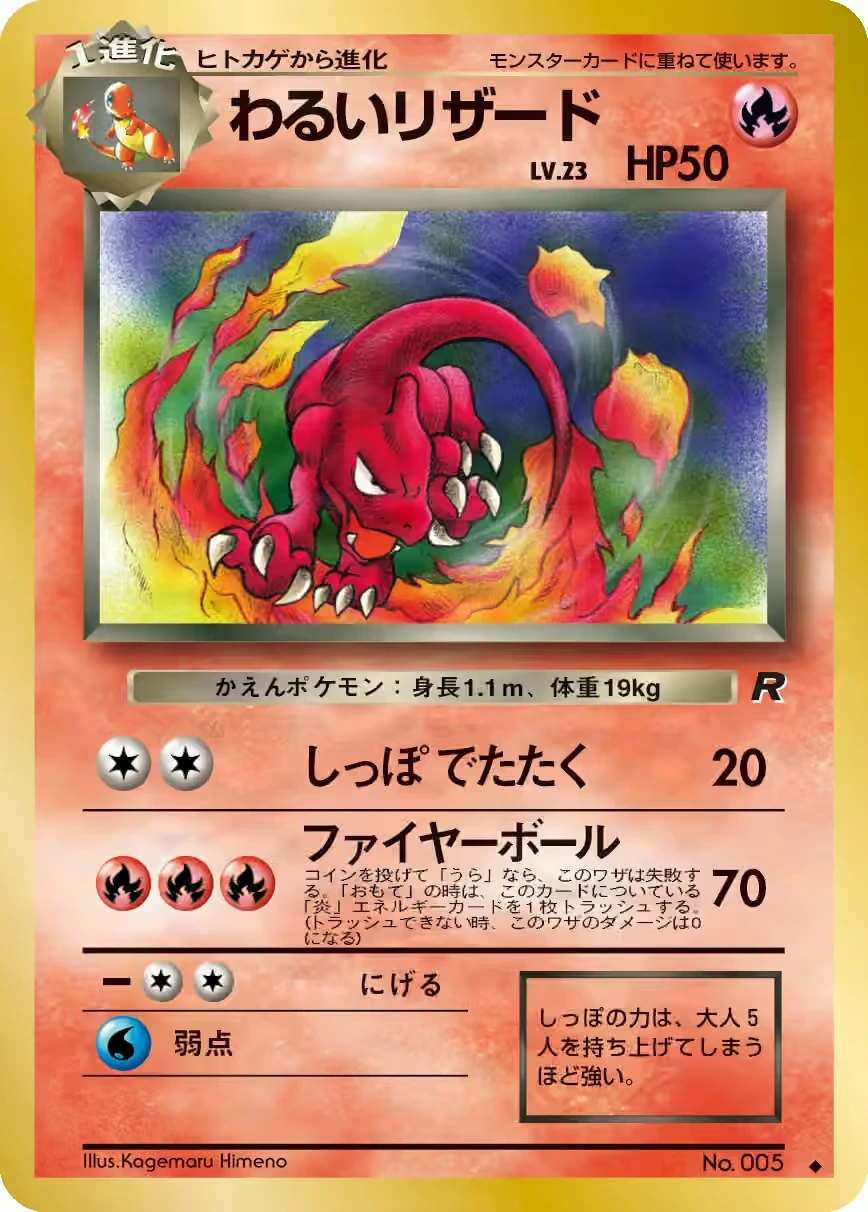 1進化
ヒトカゲから進化
モンスターカードに重ねて使います。
わるいリザード
LV.23 HP50
かえんポケモン：身長1.1m、体重19kg
R
しっぽでたたく 20
ファイヤーボール
コインを投げて「うら」なら、このワザは失敗す
る。「おもて」の時は、このカードについている
「炎」エネルギーカードを1枚トラッシュする。
(トラッシュできない時、このワザのダメージは0
になる)
70
ー にげる
弱点
しっぽの力は、大人5
人を持ち上げてしまう
ほど強い。
Illus.Kagemaru Himeno
No. 005